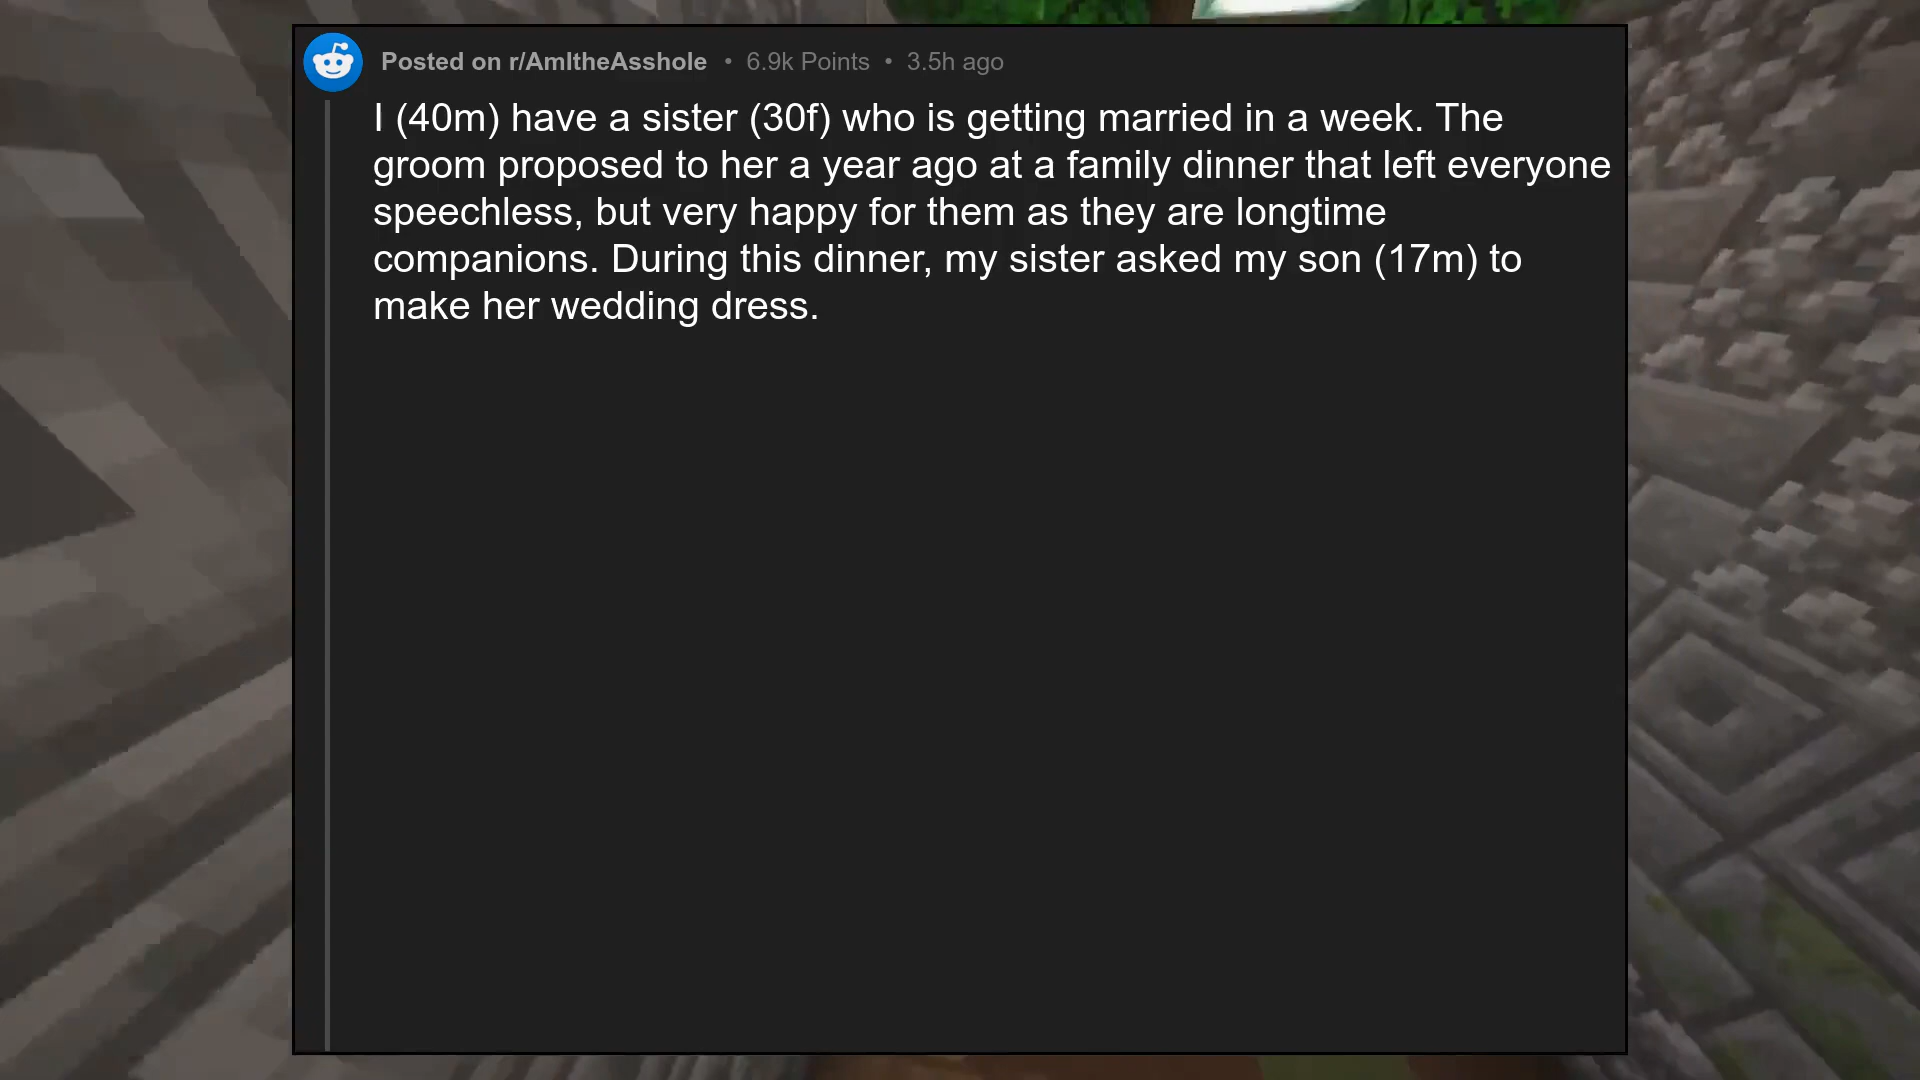 Posted on r/AmItheAsshole • 6.9k Points • 3.5h ago
I (40m) have a sister (30f) who is getting married in a week. The
groom proposed to her a year ago at a family dinner that left everyone
speechless, but very happy for them as they are longtime
companions. During this dinner, my sister asked my son (17m) to
make her wedding dress.